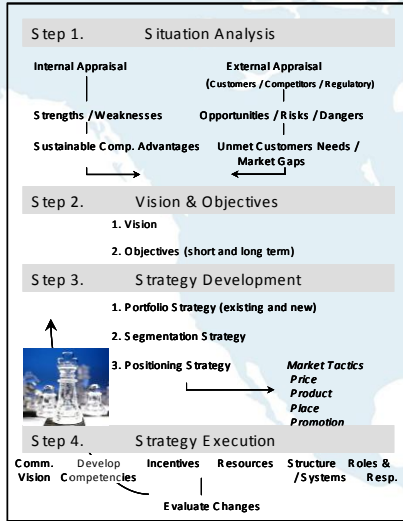 Step 1. Situation Analysis
Internal Appraisal External Appraisal
(Customers / Competitors / Regulatory)
Strengths / Weaknesses Opportunities / Risks / Dangers
Sustainable Comp. Advantages Unmet Customers Needs /
Market Gaps
Step 2. Vision & Objectives
1. Vision
2. Objectives (short and long term)
Step 3. Strategy Development
1. Portfolio Strategy (existing and new)
2. Segmentation Strategy
3. Positioning Strategy Market Tactics
Price
Product
Place
Promotion
Step 4. Strategy Execution
Comm. Develop Incentives Resources Structure Roles &
Vision Competencies / Systems Resp.
Evaluate Changes